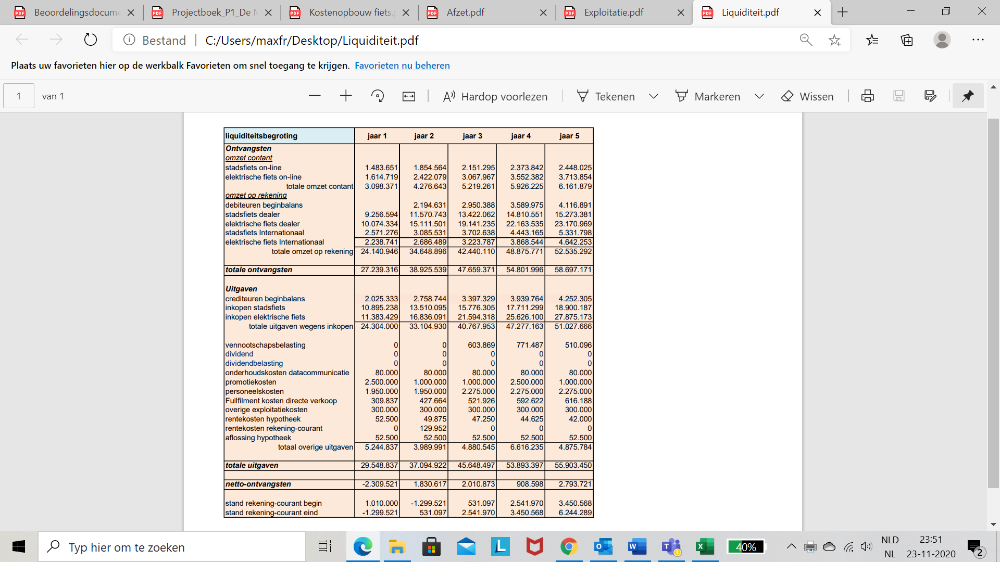 Beoordelingsdocume
Projectboek_P1_De
Kostenopbouw fiets.
Afzet.pdf
Exploitatie.pdf
Liquiditeit.pdf
Bestand C:/Users/maxfr/Desktop/Liquiditeit.pdf
Plaats uw favorieten hier op de werkbalk Favorieten om snel toegang te krijgen. Favorieten nu beheren
1 van 1 Hardop voorlezen Tekenen Markeren Wissen
liquiditeitsbegroting jaar 1 jaar 2 jaar 3 jaar 4 jaar 5
Ontvangsten
omzet contant
stadsfiets on-line 1.483.651 1.854.564 2.151.295 2.373.842 2.448.025
elektrische fiets on-line 1.614.719 2.422.079 3.067.967 3.552.382 3.713.854
totale omzet contant 3.098.371 4.276.643 5.219.261 5.926.225 6.161.879
omzet op rekening
debiteuren beginbalans 2.194.631 2.950.388 3.589.975 4.116.891
stadsfiets dealer 9.256.594 11.570.743 13.422.062 14.810.551 15.273.381
elektrische fiets dealer 10.074.334 15.111.501 19.141.235 22.163.535 23.170.969
stadsfiets Internationaal 2.571.276 3.085.531 3.702.638 4.443.165 5.331.798
elektrische fiets Internationaal 2.238.741 2.686.489 3.223.787 3.868.544 4.642.253
totale omzet op rekening 24.140.946 34.648.896 42.440.110 48.875.771 52.535.292
totale ontvangsten 27.239.316 38.925.539 47.659.371 54.801.996 58.697.171
Uitgaven
crediteuren beginbalans 2.025.333 2.758.744 3.397.329 3.939.764 4.252.305
inkopen stadsfiets 10.895.238 13.510.095 15.776.305 17.711.299 18.900.187
inkopen elektrische fiets 11.383.429 16.836.091 21.594.318 25.626.100 27.875.173
totale uitgaven wegens inkopen 24.304.000 33.104.930 40.767.953 47.277.163 51.027.666
vennootschapsbelasting 0 0 603.869 771.487 510.096
dividend 0 0 0 0 0
dividendbelasting 0 0 0 0 0
onderhoudskosten datacommunicatie 80.000 80.000 80.000 80.000 80.000
promotiekosten 2.500.000 1.000.000 1.000.000 2.500.000 1.000.000
personeelskosten 1.950.000 1.950.000 2.275.000 2.275.000 2.275.000
Fullfilment kosten directe verkoop 309.837 427.664 521.926 592.622 616.188
overige exploitatiekosten 300.000 300.000 300.000 300.000 300.000
rentekosten hypotheek 52.500 49.875 47.250 44.625 42.000
rentekosten rekening-courant 0 129.952 0 0 0
aflossing hypotheek 52.500 52.500 52.500 52.500 52.500
totaal overige uitgaven 5.244.837 3.989.991 4.880.545 6.616.235 4.875.784
totale uitgaven 29.548.837 37.094.922 45.648.497 53.893.397 55.903.450
netto-ontvangsten -2.309.521 1.830.617 2.010.873 908.598 2.793.721
stand rekening-courant begin 1.010.000 -1.299.521 531.097 2.541.970 3.450.568
stand rekening-courant eind -1.299.521 531.097 2.541.970 3.450.568 6.244.289
Typ hier om te zoeken
40%
NLD
NL
23:51
23-11-2020
2